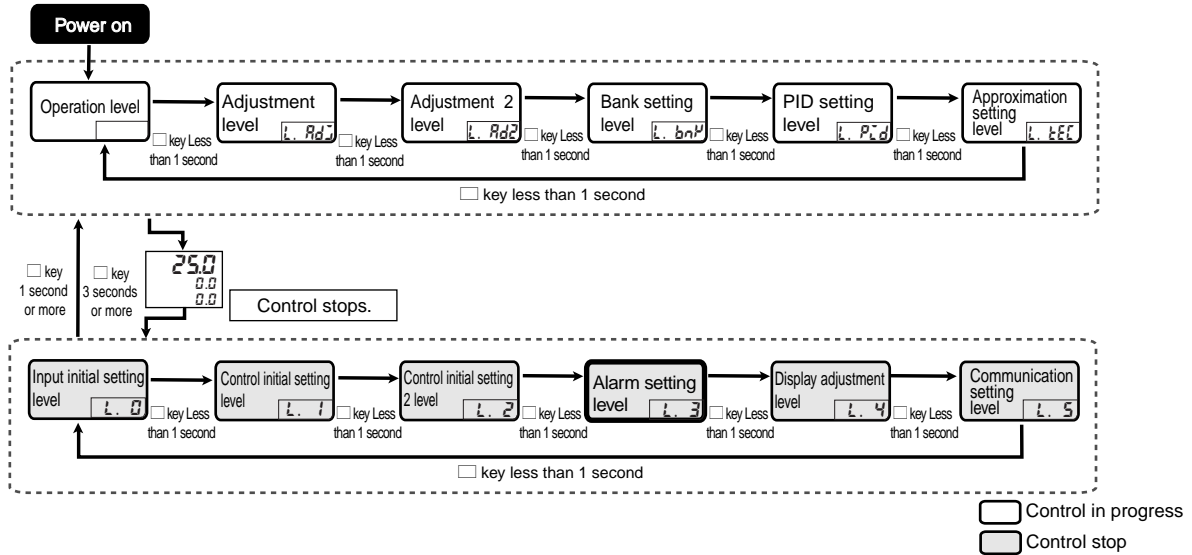 Power on
Operation level
Adjustment
level
L. AdJ
Adjustment 2
level
L. Ad2
Bank setting
level
L. bnK
PID setting
level
L. PId
Approximation
setting
level
L. tEC
□ key Less
than 1 second
□ key Less
than 1 second
□ key Less
than 1 second
□ key Less
than 1 second
□ key Less
than 1 second
□ key less than 1 second
□ key
1 second
or more
□ key
3 seconds
or more
25.0
0.0
0.0
Control stops.
Input initial setting
level
L. 0
Control initial setting
level
L. 1
Control initial setting
2 level
L. 2
Alarm setting
level
L. 3
Display adjustment
level
L. 4
Communication
setting
level
L. 5
□ key Less
than 1 second
□ key Less
than 1 second
□ key Less
than 1 second
□ key Less
than 1 second
□ key Less
than 1 second
□ key less than 1 second
Control in progress
Control stop